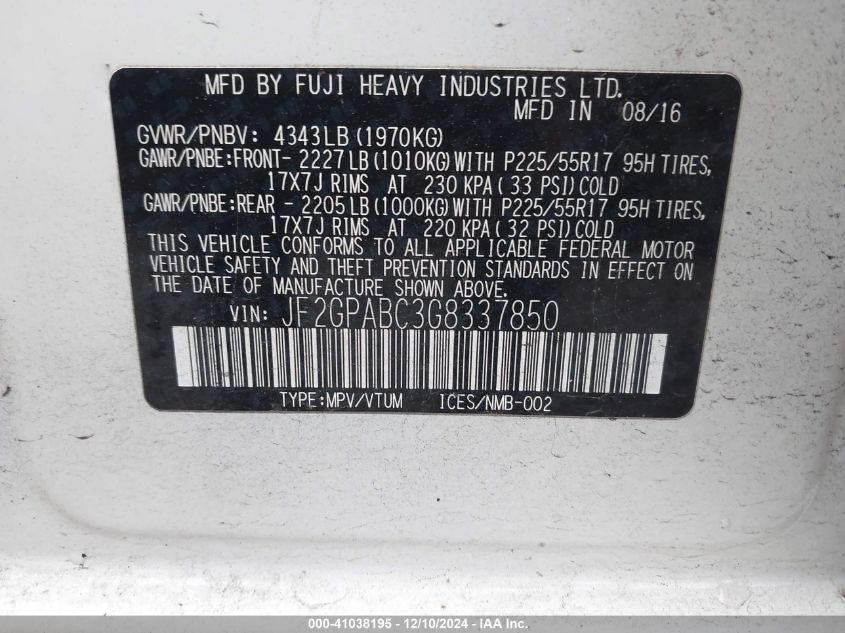 MFD BY FUJI HEAVY INDUSTRIES LTD.
MFD IN 08/16
GVWR/PNBV: 4343LB (1970KG)
GAWR/PNBE:FRONT- 2227 LB (1010KG) WITH P225/55R17 95H TIRES,
17X7J RIMS AT 230 KPA ( 33 PSI) COLD
GAWR/PNBE:REAR - 2205 LB (1000KG) WITH P225/55R17 95H TIRES,
17X7J RIMS AT 220 KPA ( 32 PSI) COLD
THIS VEHICLE CONFORMS TO ALL APPLICABLE FEDERAL MOTOR
VEHICLE SAFETY AND THEFT PREVENTION STANDARDS IN EFFECT ON
THE DATE OF MANUFACTURE SHOWN ABOVE.
VIN: JF2GPABC3G8337850
TYPE:MPV/VTUM ICES/NMB-002
000-41038195 - 12/10/2024 - IAA Inc.